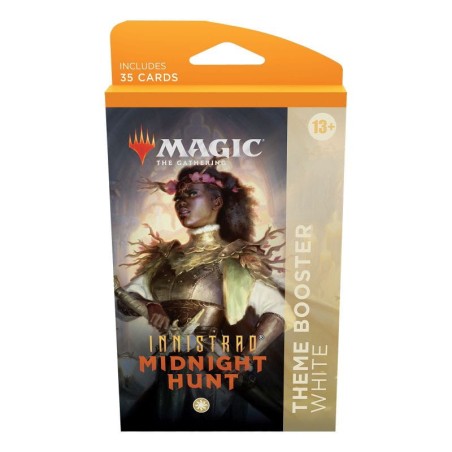 INCLUDES
35 CARDS
13+
MAGIC
THE GATHERING
INNISTRAD®
MIDNIGHT
HUNT
THEME BOOSTER
WHITE